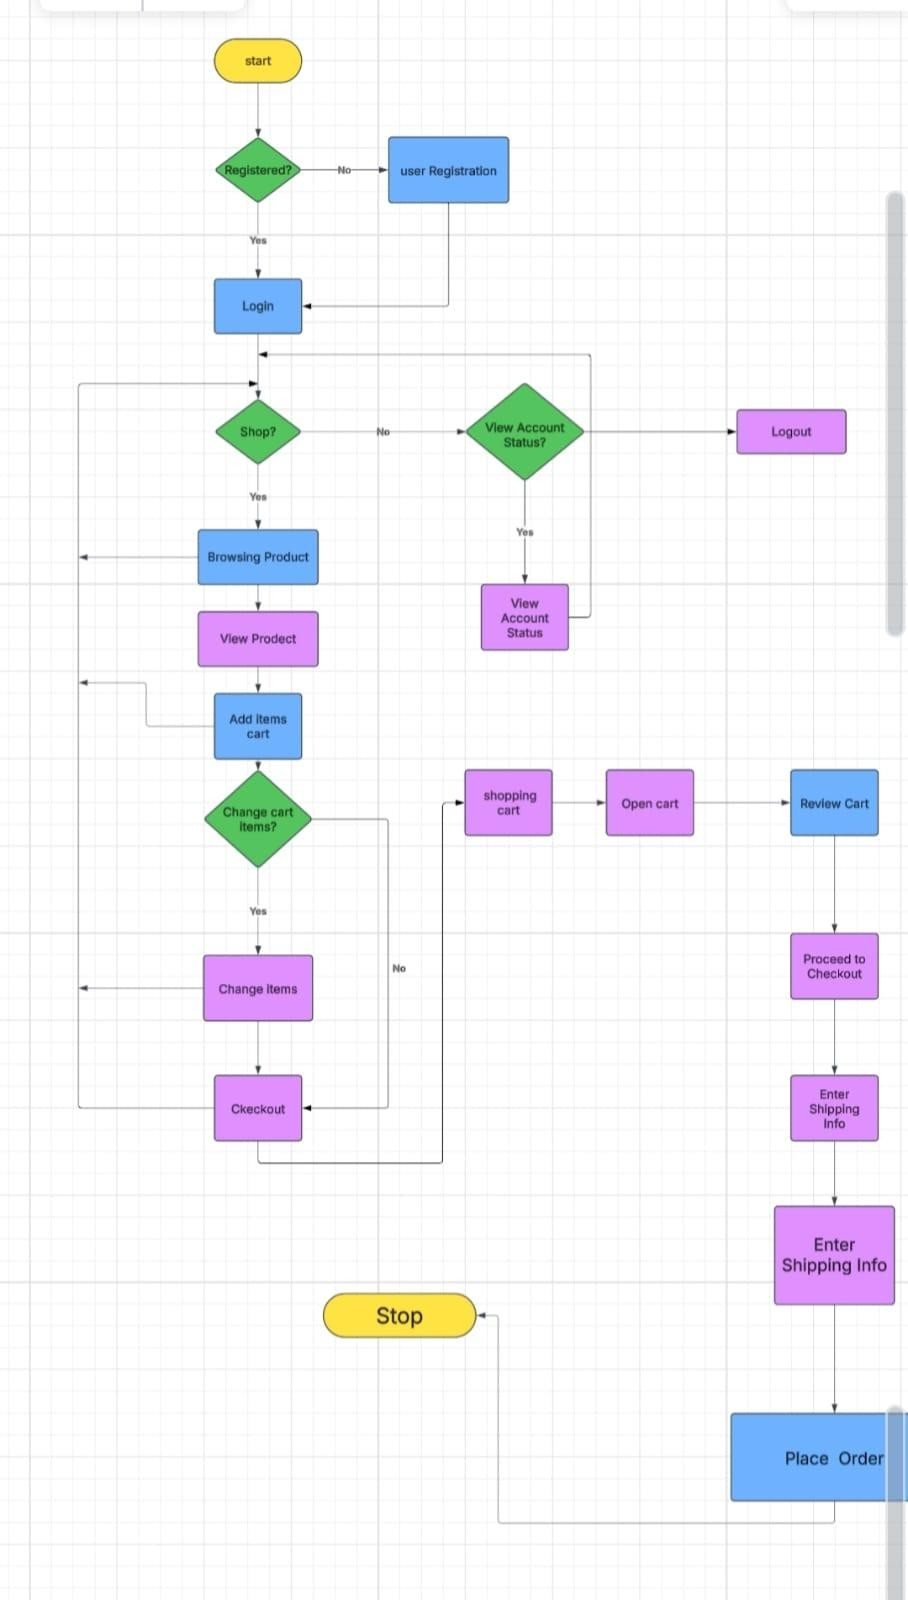 start
Registered?
No
user Registration
Yes
Login
Shop?
No
View Account
Status?
Logout
Yes
Yes
Browsing Product
View
Account
Status
View Prodect
Add items
cart
Change cart
items?
shopping
cart
Open cart
Review Cart
Yes
No
Proceed to
Checkout
Change items
Ckeckout
Enter
Shipping
Info
Enter
Shipping Info
Stop
Place Order